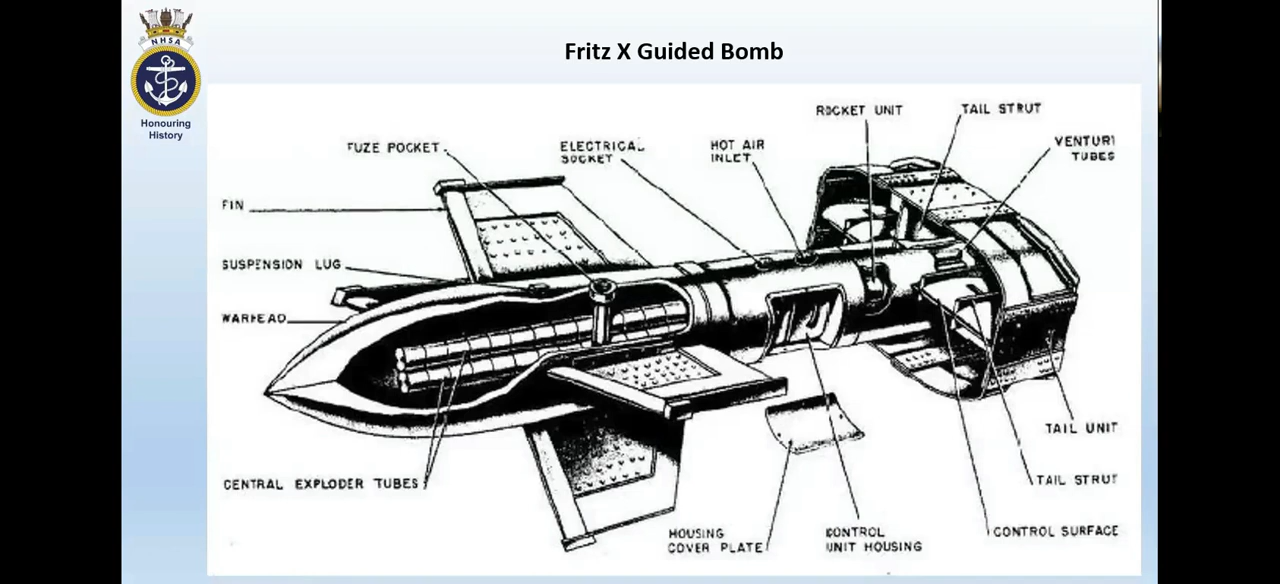 NHSA
Honouring
History
Fritz X Guided Bomb
ROCKET UNIT
TAIL STRUT
FUZE POCKET
ELECTRICAL
SOCKET
HOT AIR
INLET
VENTURI
TUBES
FIN
SUSPENSION LUG
WARHEAD
TAIL UNIT
CENTRAL EXPLODER TUBES
TAIL STRUT
HOUSING
COVER PLATE
CONTROL
UNIT HOUSING
CONTROL SURFACE